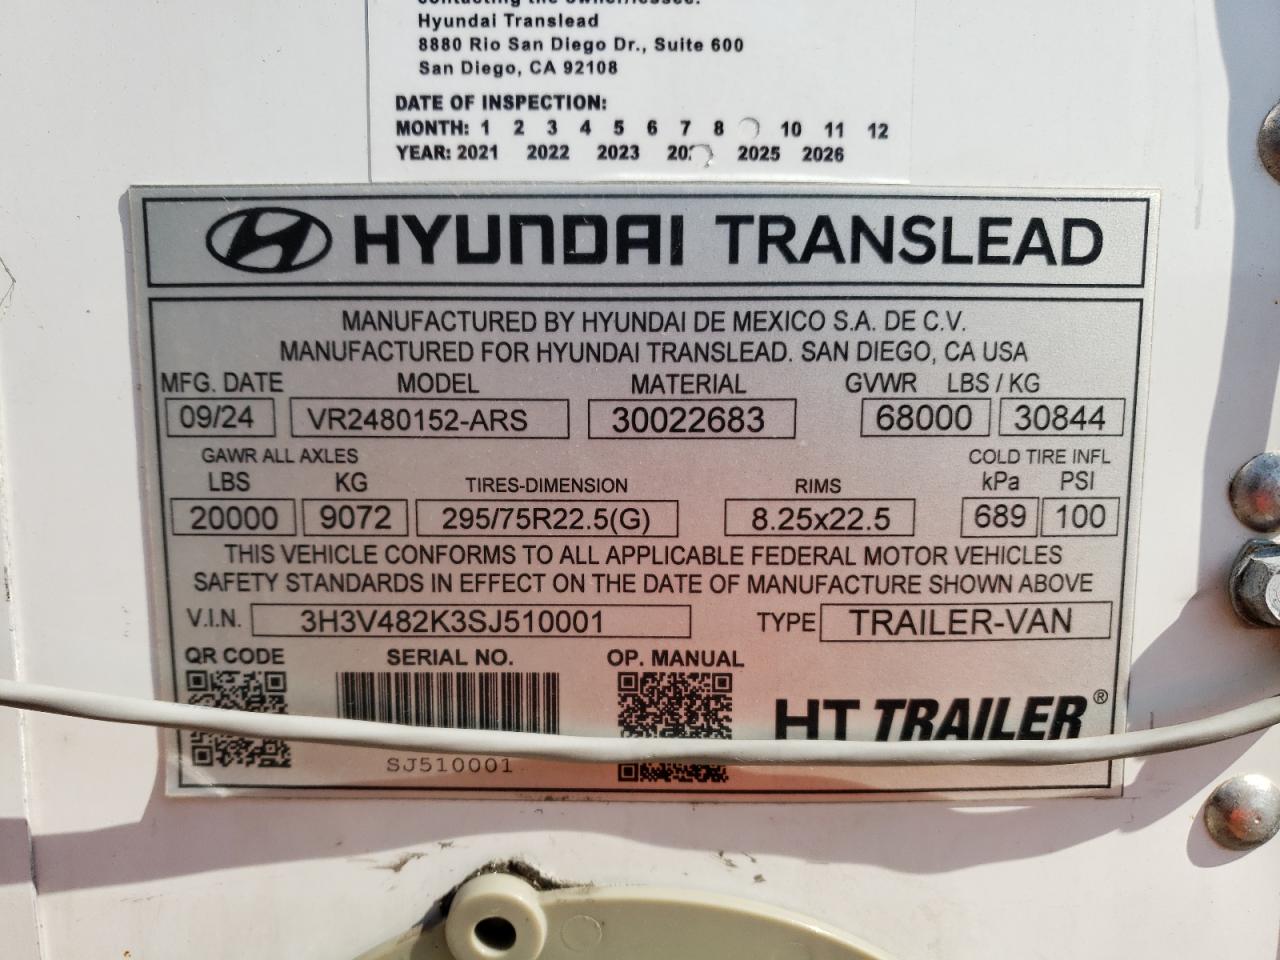 Hyundai Translead
8880 Rio San Diego Dr., Suite 600
San Diego, CA 92108
DATE OF INSPECTION:
MONTH: 1 2 3 4 5 6 7 8 10 11 12
YEAR: 2021 2022 2023 2025 2026
HYUNDAI TRANSLEAD
MANUFACTURED BY HYUNDAI DE MEXICO S.A. DE C.V.
MANUFACTURED FOR HYUNDAI TRANSLEAD. SAN DIEGO, CA USA
MFG. DATE MODEL MATERIAL GVWR LBS / KG
09/24 VR2480152-ARS 30022683 68000 30844
GAWR ALL AXLES COLD TIRE INFL
LBS KG TIRES-DIMENSION RIMS kPa PSI
20000 9072 295/75R22.5(G) 8.25x22.5 689 100
THIS VEHICLE CONFORMS TO ALL APPLICABLE FEDERAL MOTOR VEHICLES
SAFETY STANDARDS IN EFFECT ON THE DATE OF MANUFACTURE SHOWN ABOVE
V.I.N. 3H3V482K3SJ510001 TYPE TRAILER-VAN
QR CODE SERIAL NO. OP. MANUAL
HT TRAILER®
SJ510001